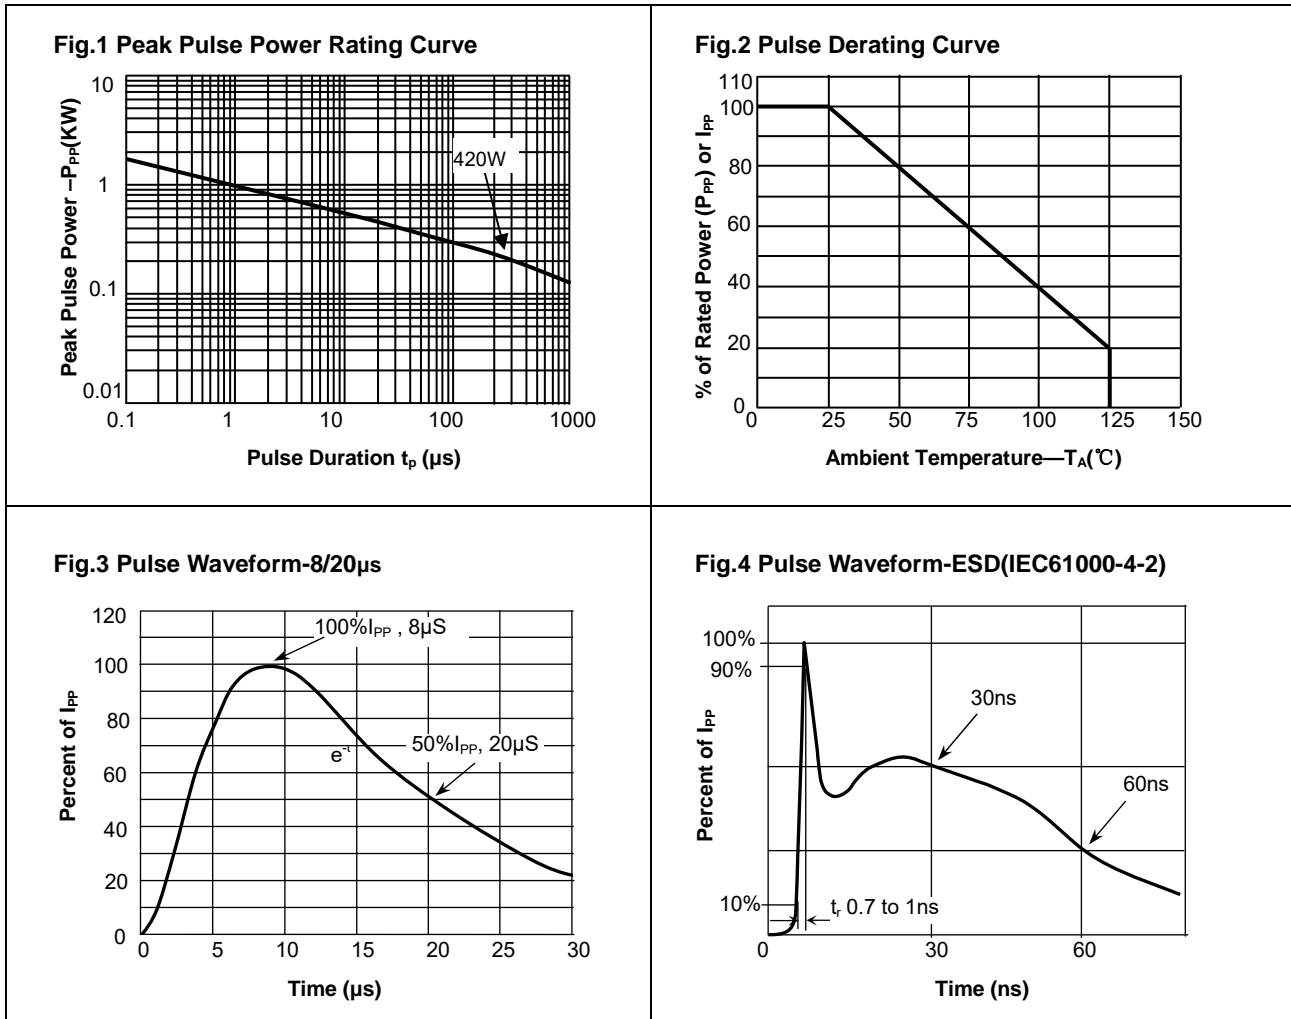 Fig.1 Peak Pulse Power Rating Curve
Peak Pulse Power –PPP(KW)
10
1
0.1
0.01
420W
0.1 1 10 100 1000
Pulse Duration tp (µs)
Fig.2 Pulse Derating Curve
% of Rated Power (PPP) or IPP
110
100
80
60
40
20
0
25 50 75 100 125 150
Ambient Temperature—TA(℃)
Fig.3 Pulse Waveform-8/20µs
Percent of IPP
120
100
80
60
40
20
0
100%IPP , 8µS
e-t
50%IPP, 20µS
0 5 10 15 20 25 30
Time (µs)
Fig.4 Pulse Waveform-ESD(IEC61000-4-2)
Percent of IPP
100%
90%
10%
30ns
60ns
tr 0.7 to 1ns
0 30 60
Time (ns)